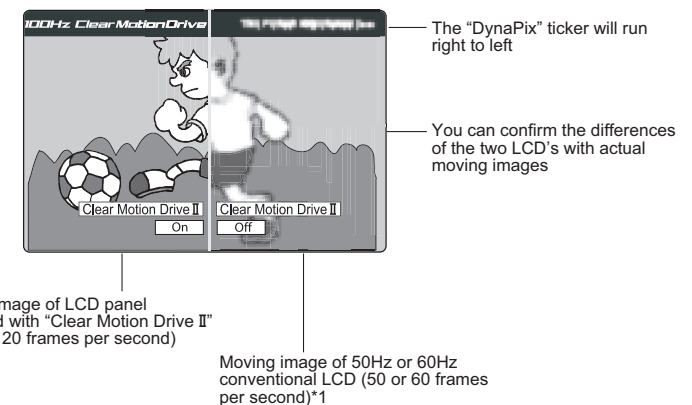 100Hz Clear Motion Drive
The “DynaPix” ticker will run
right to left
You can confirm the differences
of the two LCD’s with actual
moving images
Clear Motion Drive II
On
Clear Motion Drive II
Off
mage of LCD panel
d with “Clear Motion Drive II”
20 frames per second)
Moving image of 50Hz or 60Hz
conventional LCD (50 or 60 frames
per second)*1